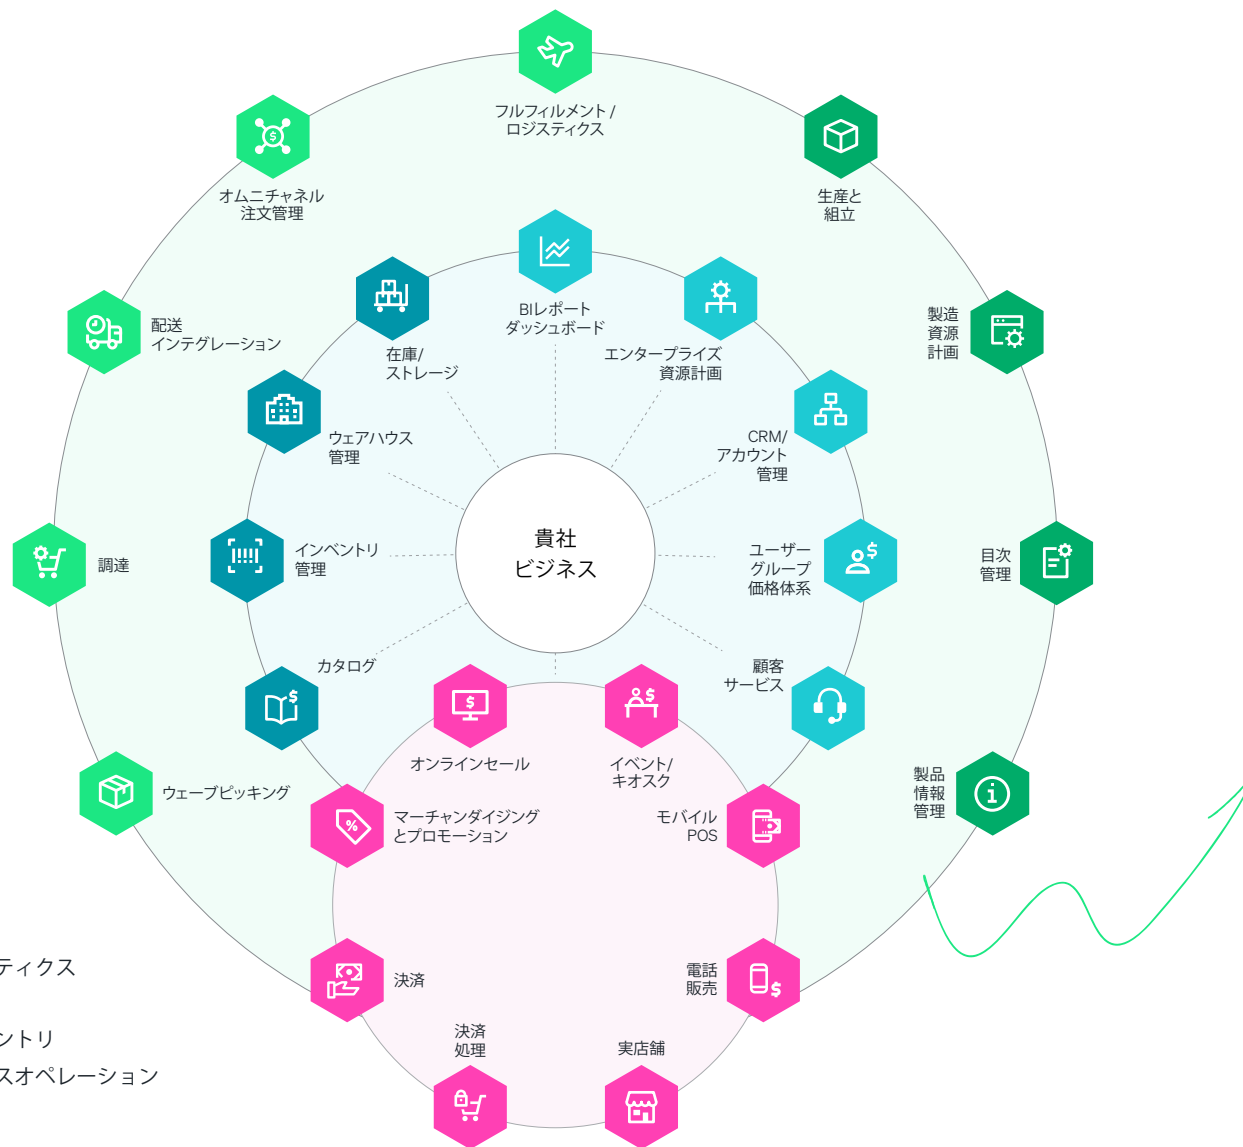 フルフィルメント /
ロジスティクス
オムニチャネル
注文管理
生産と
組立
BIレポート
ダッシュボード
在庫/
ストレージ
エンタープライズ
資源計画
配送
インテグレーション
製造
資源
計画
ウェアハウス
管理
CRM/
アカウント
管理
貴社
ビジネス
インベントリ
管理
ユーザー
グループ
価格体系
調達
目次
管理
カタログ
顧客
サービス
オンラインセール
イベント/
キオスク
ウェーブピッキング
製品
情報
管理
マーチャンダイジング
とプロモーション
モバイル
POS
決済
電話
販売
決済
処理
実店舗
ティクス
ントリ
スオペレーション